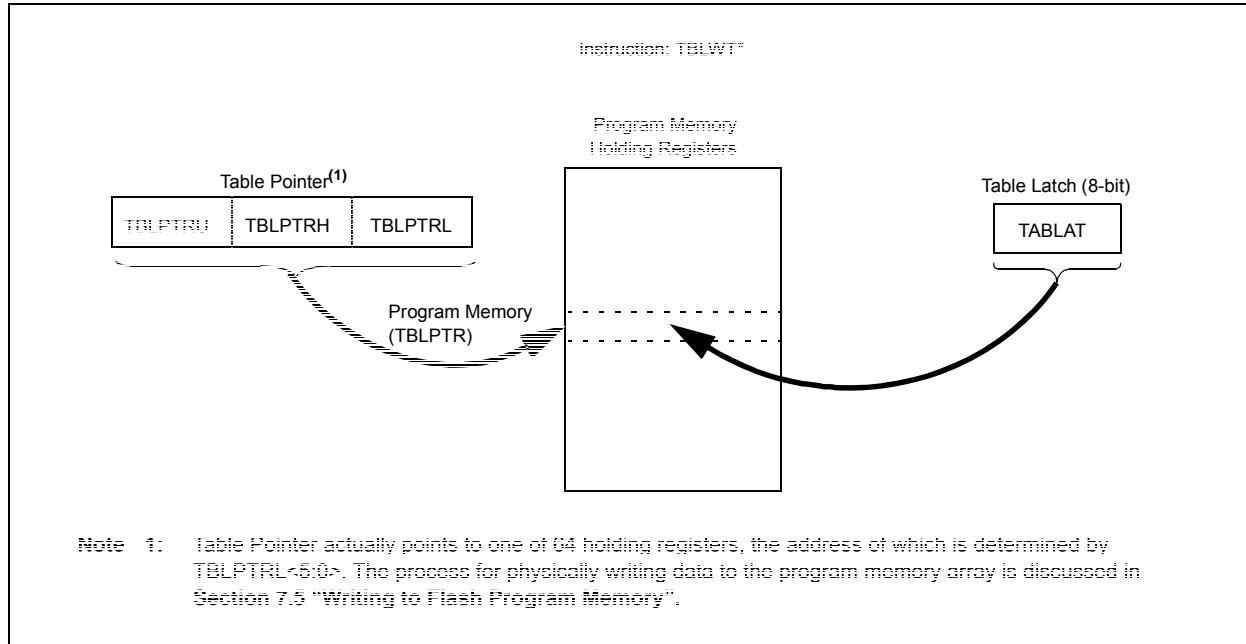 Instruction: TBLWT*
Program Memory
Holding Registers
Table Pointer(1)
Table Latch (8-bit)
TBLPTRU TBLPTRH TBLPTRL
TABLAT
Program Memory
(TBLPTR)
Note 1: Table Pointer actually points to one of 64 holding registers, the address of which is determined by
TBLPTRL<5:0>. The process for physically writing data to the program memory array is discussed in
Section 7.5 “Writing to Flash Program Memory”.